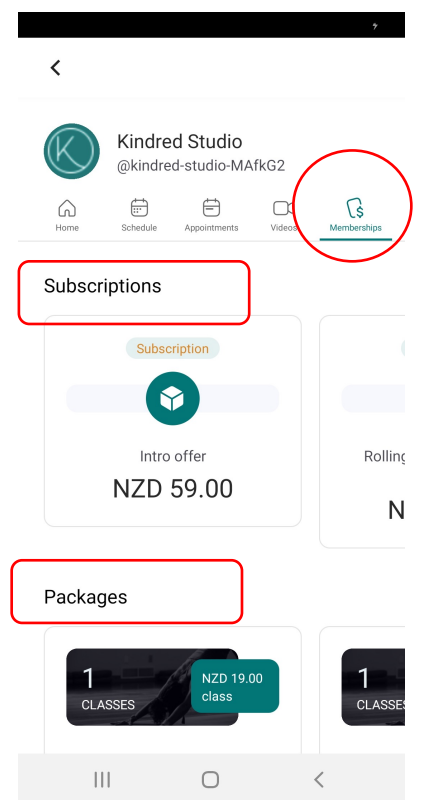 Kindred Studio
@kindred-studio-MAfkG2
Home Schedule Appointments Videos Memberships
Subscriptions
Subscription
Intro offer
Rolling
NZD 59.00
N
Packages
1
CLASSES
NZD 19.00
class
1
CLASSES